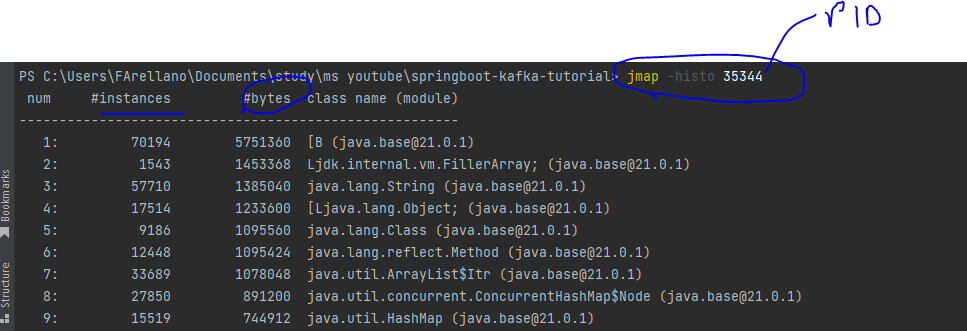 PID
PS C:\Users\FArellano\Documents\study\ms youtube\springboot-kafka-tutorial> jmap -histo 35344
num #instances #bytes class name (module)
-------------------------------------------------------
1: 70194 5751360 [B (java.base@21.0.1)
2: 1543 1453368 Ljdk.internal.vm.FillerArray; (java.base@21.0.1)
3: 57710 1385040 java.lang.String (java.base@21.0.1)
4: 17514 1233600 [Ljava.lang.Object; (java.base@21.0.1)
5: 9186 1095560 java.lang.Class (java.base@21.0.1)
6: 12448 1095424 java.lang.reflect.Method (java.base@21.0.1)
7: 33689 1078048 java.util.ArrayList$Itr (java.base@21.0.1)
8: 27850 891200 java.util.concurrent.ConcurrentHashMap$Node (java.base@21.0.1)
9: 15519 744912 java.util.HashMap (java.base@21.0.1)
Bookmarks
Structure